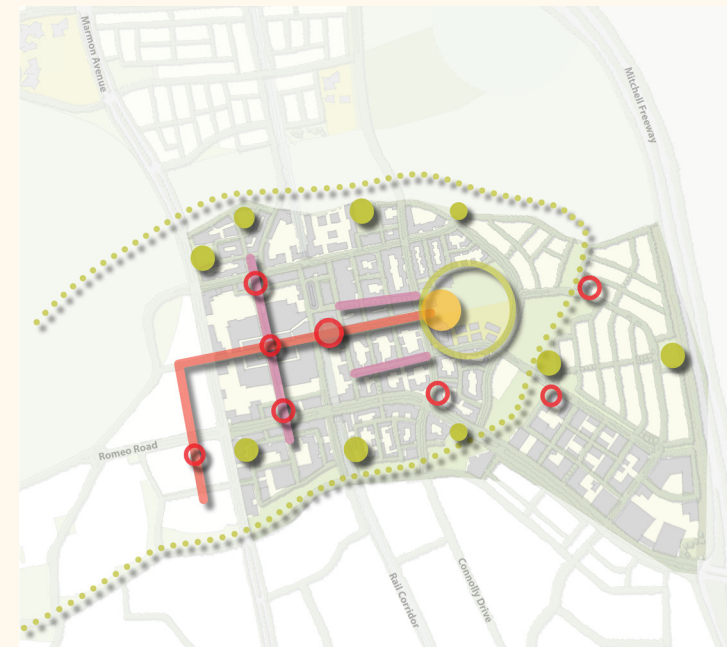 Marmon Avenue
Mitchell Freeway
Romeo Road
Rail Corridor
Connolly Drive